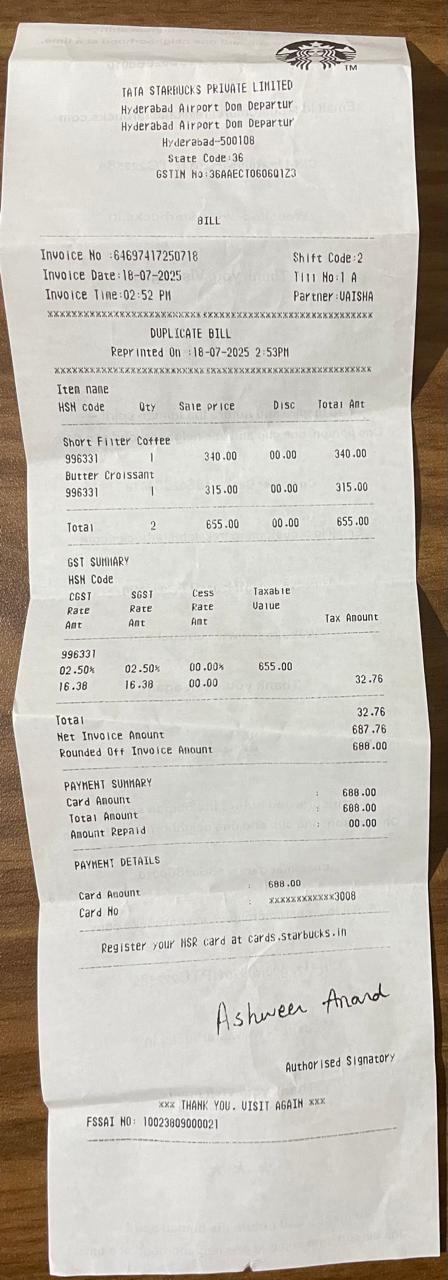 TM
TATA STARBUCKS PRIVATE LIMITED
Hyderabad Airport Dom Departur
Hyderabad Airport Dom Departur
Hyderabad-500108
State Code:36
GSTIN No:36AAECT0606Q1Z3
BILL
Invoice No :64697417250718 Shift Code:2
Invoice Date:18-07-2025 Till No:1 A
Invoice Time:02:52 PM Partner:VAISHA
DUPLICATE BILL
Reprinted On :18-07-2025 2:53PM
Item name
HSN code Qty Sale price Disc Total Amt
Short Filter Coffee
996331 1 340.00 00.00 340.00
Butter Croissant
996331 1 315.00 00.00 315.00
Total 2 655.00 00.00 655.00
GST SUMMARY
HSN Code
CGST SGST Cess Taxable
Rate Rate Rate Value
Amt Amt Amt Tax Amount
996331
02.50% 02.50% 00.00% 655.00
16.38 16.38 00.00 32.76
Total 32.76
Net Invoice Amount 687.76
Rounded Off Invoice Amount 688.00
PAYMENT SUMMARY
Card Amount : 688.00
Total Amount : 688.00
Amount Repaid : 00.00
PAYMENT DETAILS
Card Amount : 688.00
Card No : xxxxxxxxxxxx3008
Register your MSR card at cards.starbucks.in
Ashweer Anand
Authorised Signatory
xxx THANK YOU. VISIT AGAIN xxx
FSSAI NO: 10023809000021